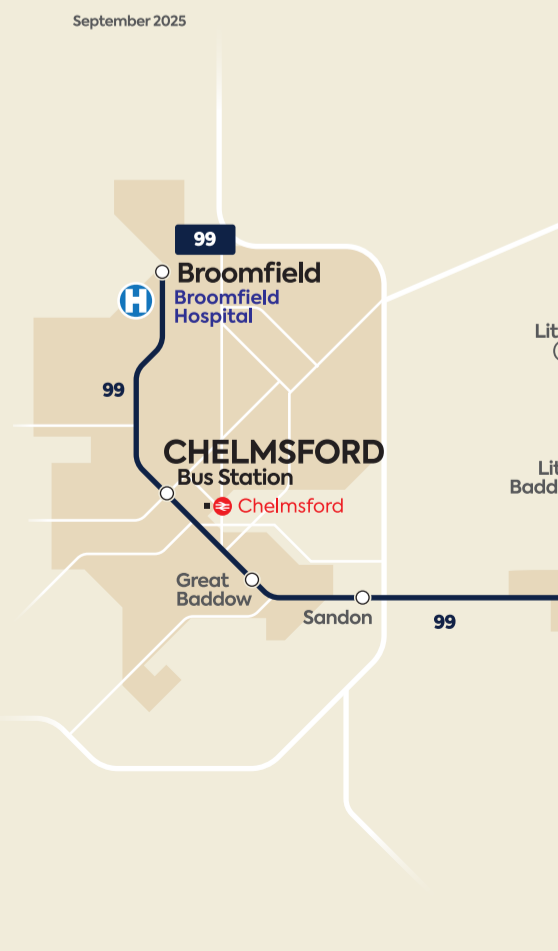 September 2025
99
Broomfield
Broomfield
Hospital
H
99
CHELMSFORD
Bus Station
Chelmsford
Great
Baddow
Sandon
99